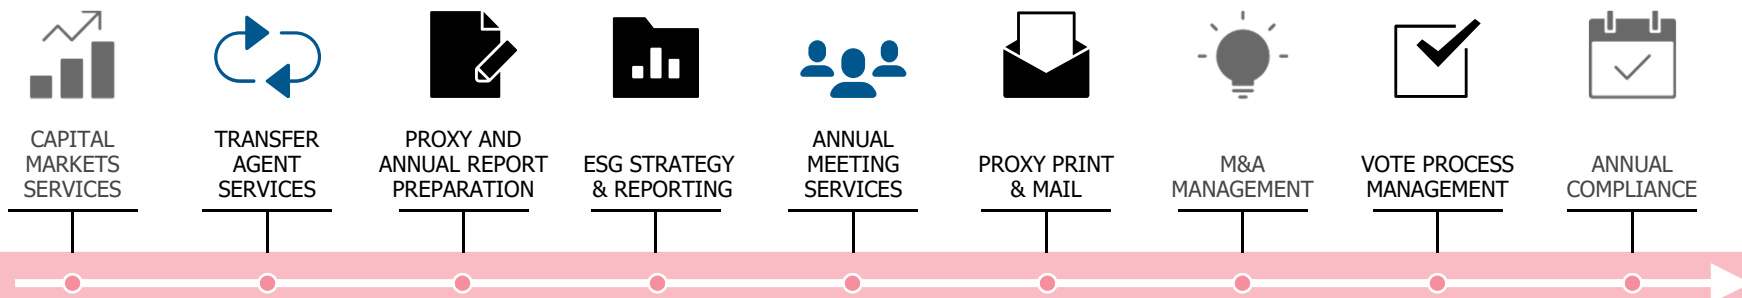 CAPITAL
MARKETS
SERVICES
TRANSFER
AGENT
SERVICES
PROXY AND
ANNUAL REPORT
PREPARATION
ESG STRATEGY
& REPORTING
ANNUAL
MEETING
SERVICES
PROXY PRINT
& MAIL
M&A
MANAGEMENT
VOTE PROCESS
MANAGEMENT
ANNUAL
COMPLIANCE